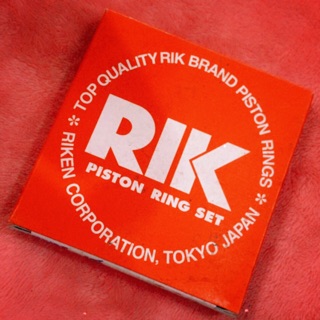 TOP QUALITY RIK BRAND PISTON RINGS
RIK
PISTON RING SET
* RIKEN CORPORATION, TOKYO JAPAN *